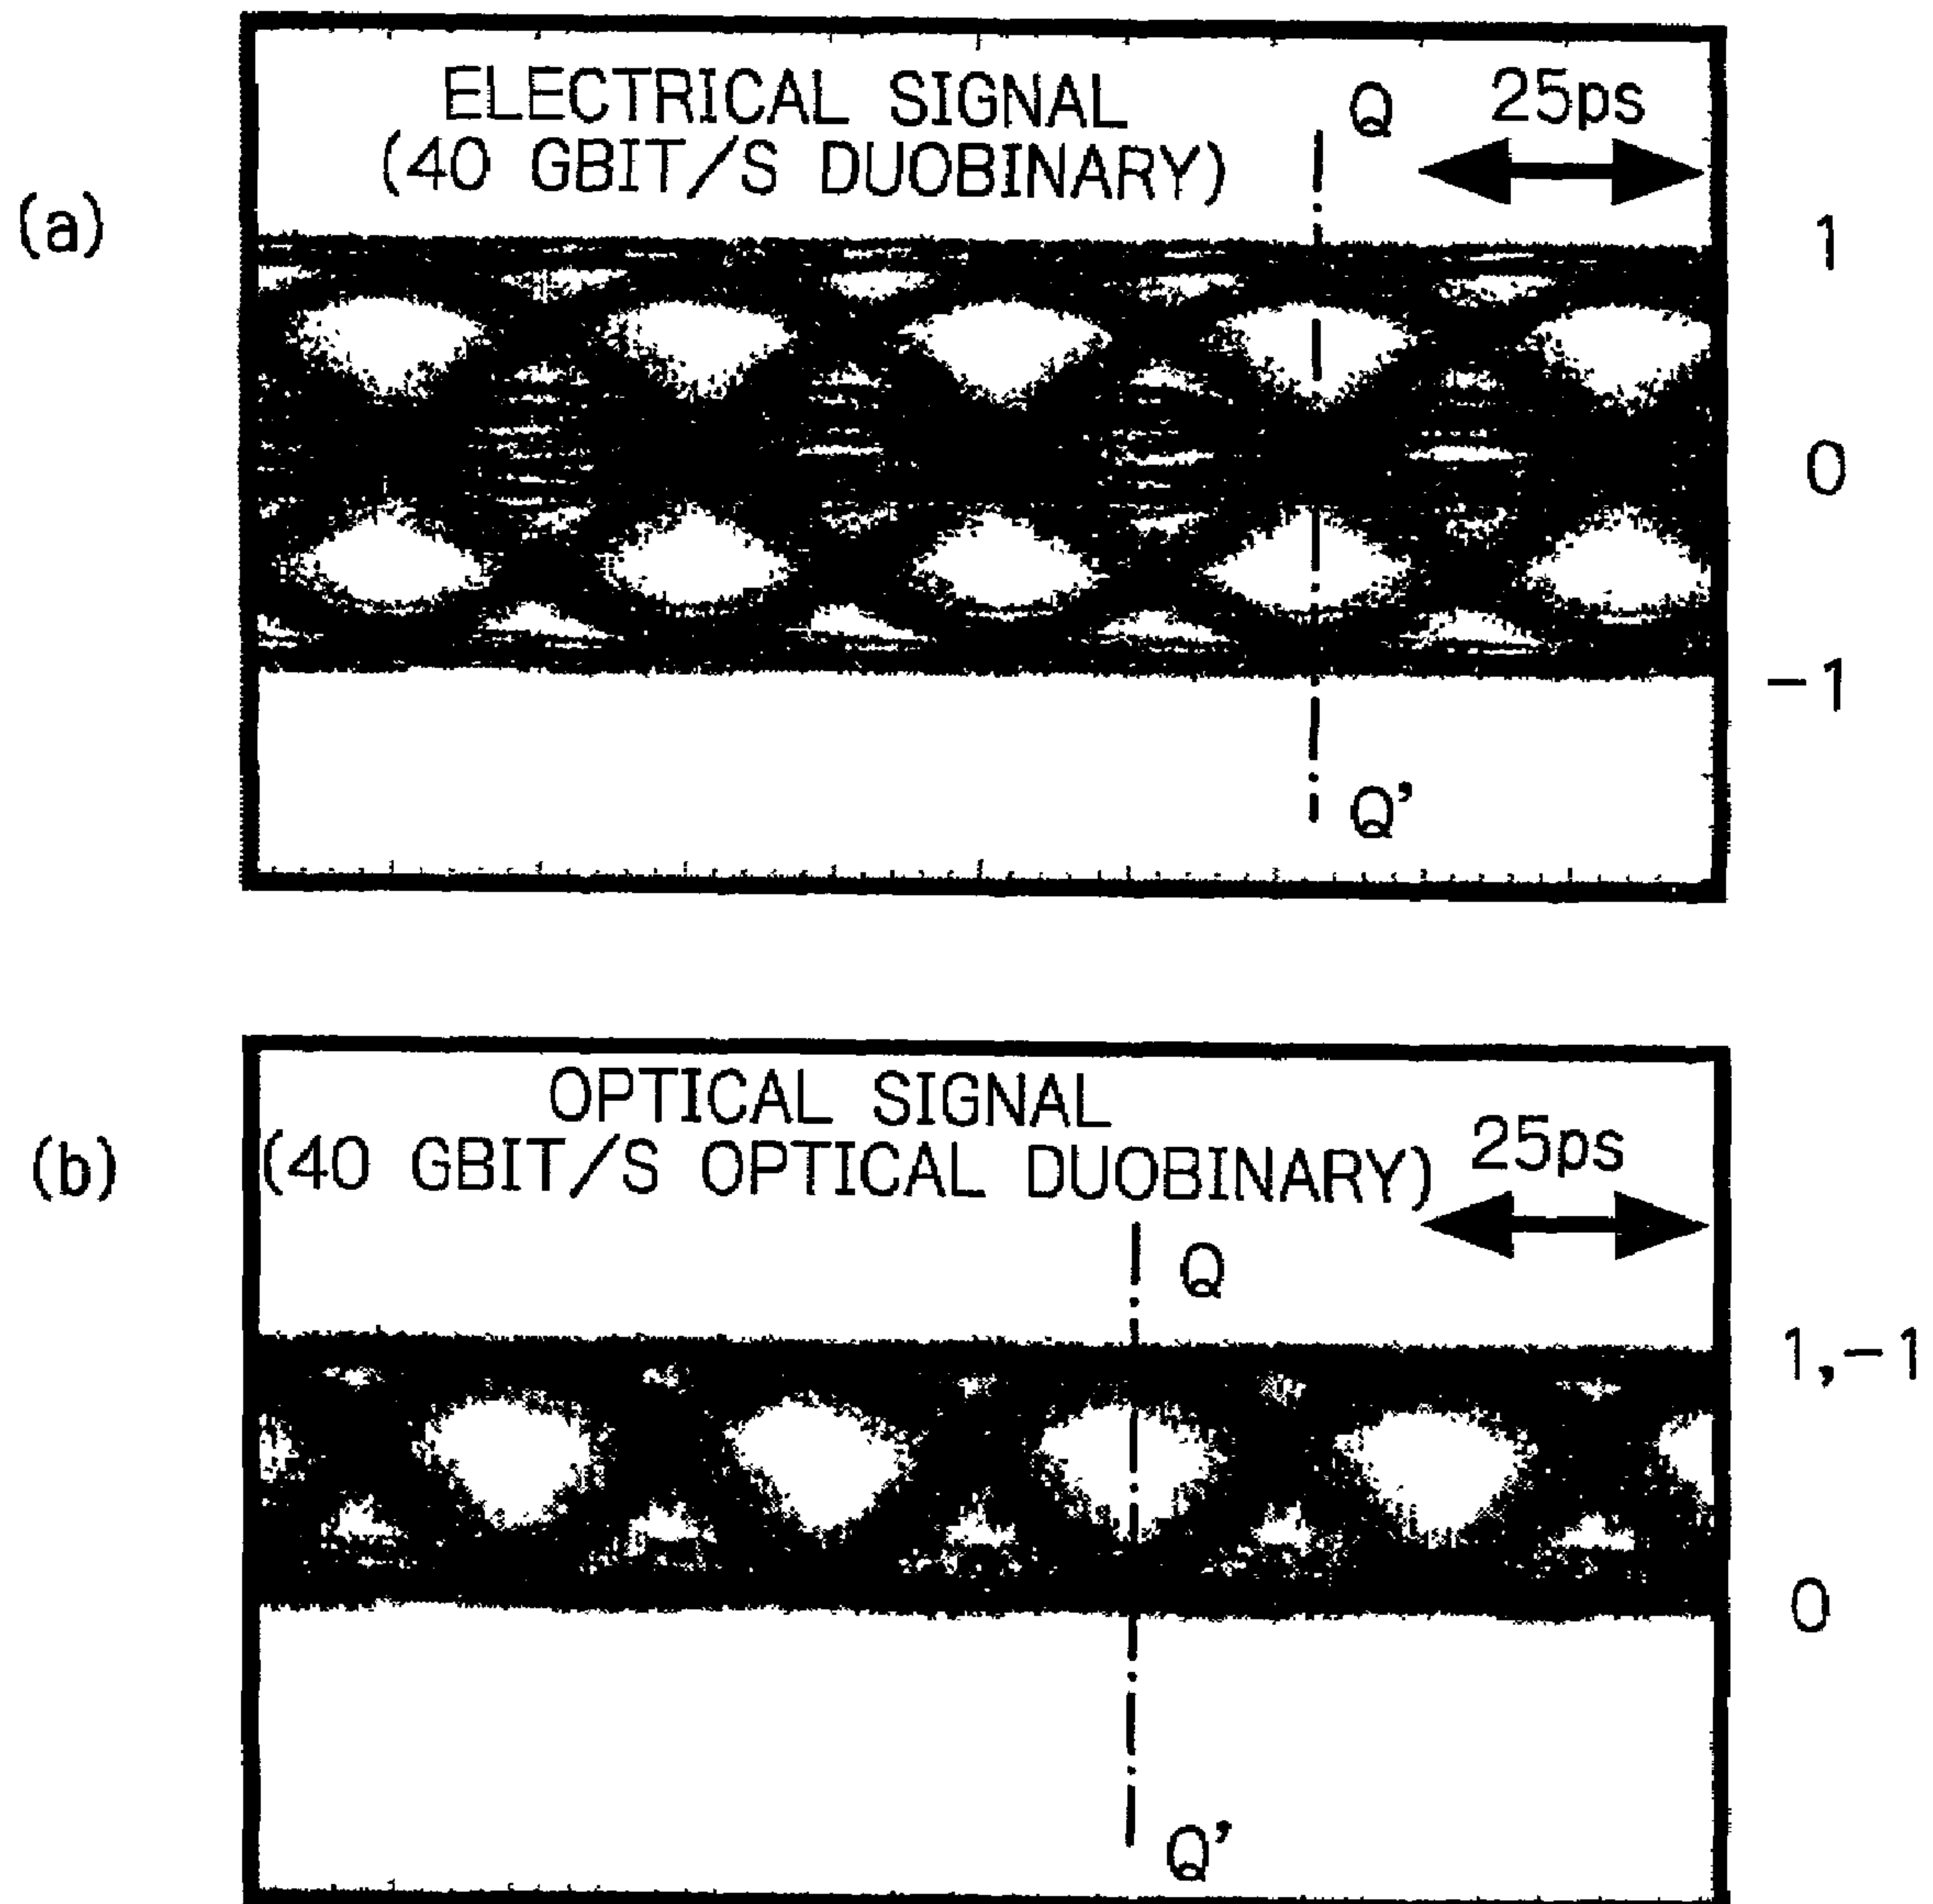 (a)
ELECTRICAL SIGNAL
(40 GBIT/S DUOBINARY)
Q
25ps
1
0
-1
Q'
(b)
OPTICAL SIGNAL
(40 GBIT/S OPTICAL DUOBINARY)
25ps
Q
1,-1
0
Q'